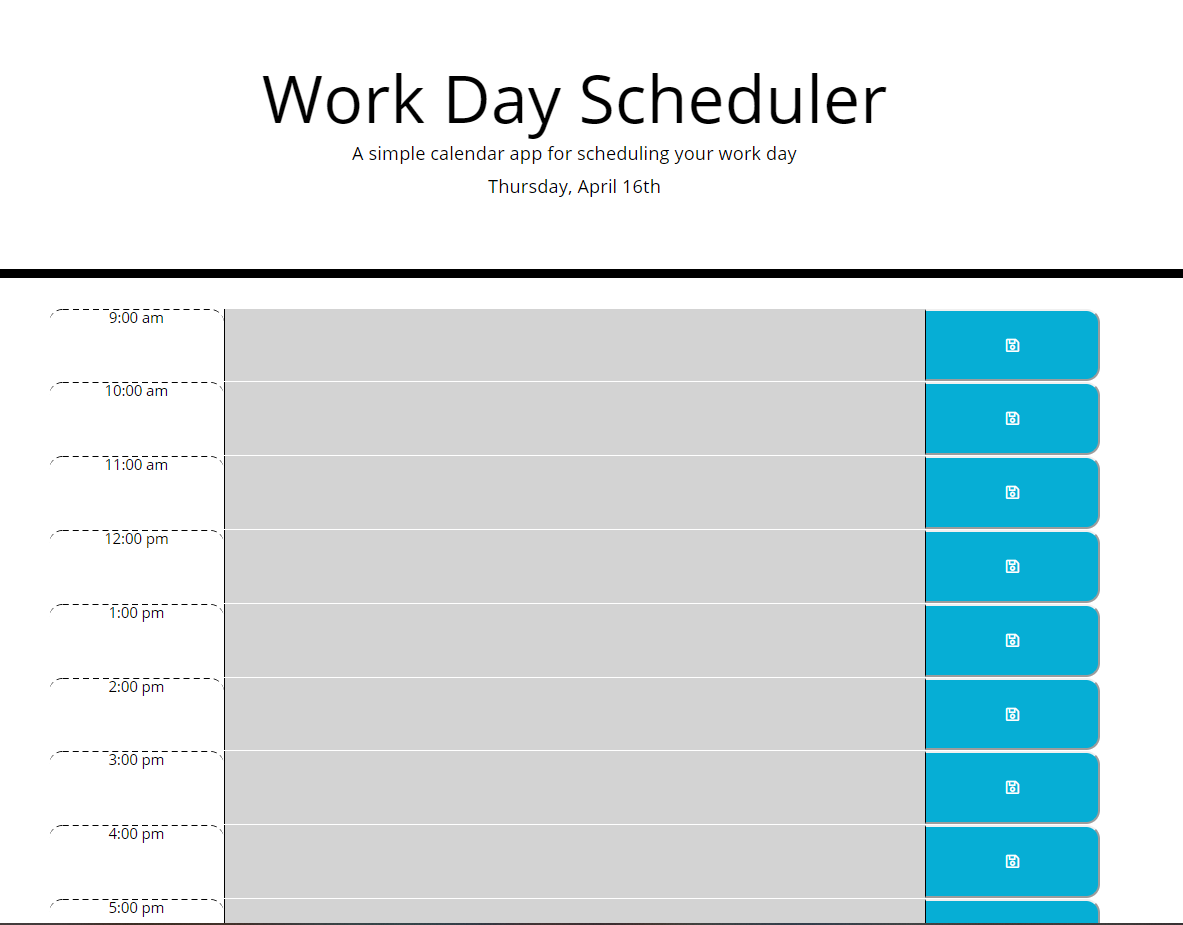 Work Day Scheduler
A simple calendar app for scheduling your work day
Thursday, April 16th
9:00 am
10:00 am
11:00 am
12:00 pm
1:00 pm
2:00 pm
3:00 pm
4:00 pm
5:00 pm